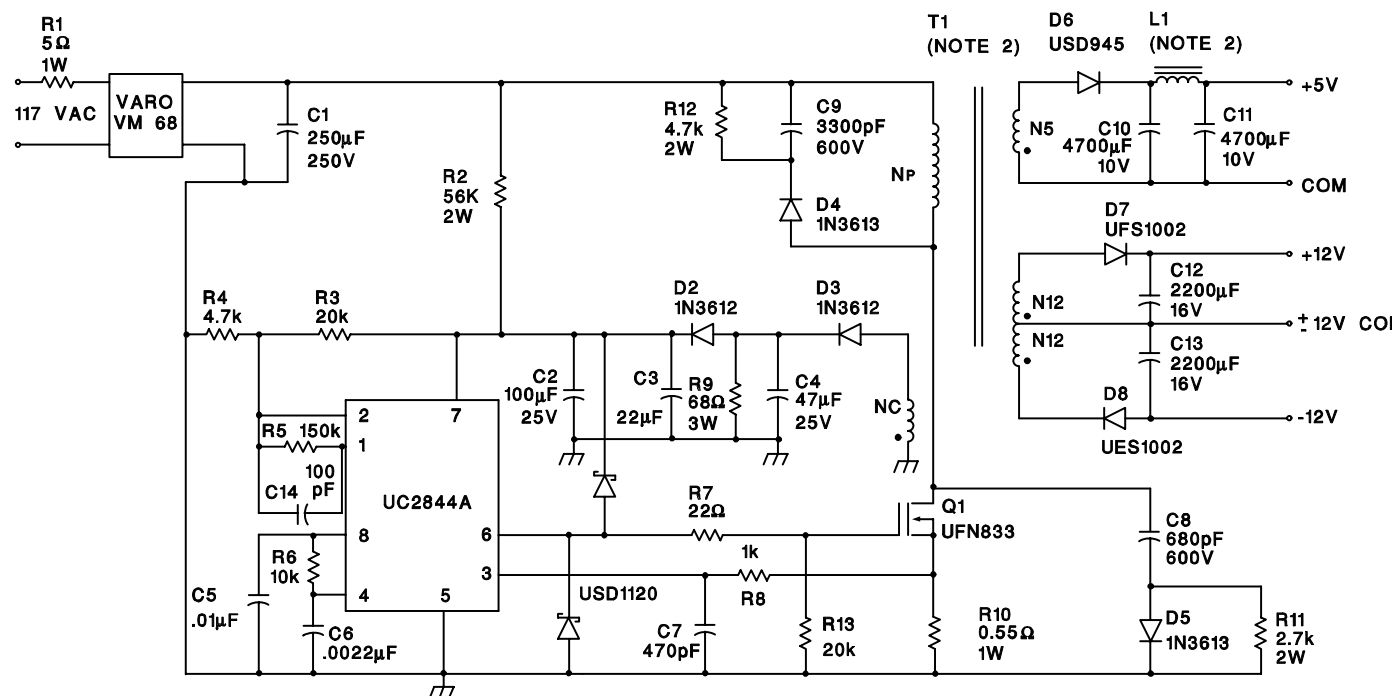 R1
5Ω
1W
117 VAC
VARO
VM 68
C1
250μF
250V
R2
56K
2W
R12
4.7k
2W
C9
3300pF
600V
D4
1N3613
NP
T1
(NOTE 2)
D6
USD945
L1
(NOTE 2)
N5
C10
4700μF
10V
C11
4700μF
10V
+5V
COM
D7
UFS1002
N12
N12
C12
2200μF
16V
C13
2200μF
16V
D8
UES1002
+12V
± 12V CO
-12V
R4
4.7k
R3
20k
D2
1N3612
D3
1N3612
C2
100μF
25V
C3
22μF
R9
68Ω
3W
C4
47μF
25V
NC
2
7
R5 150k
1
100
pF
C14
UC2844A
8
6
3
4
5
R6
10k
C5
.01μF
C6
.0022μF
R7
22Ω
Q1
UFN833
1k
R8
USD1120
C7
470pF
R13
20k
R10
0.55Ω
1W
C8
680pF
600V
D5
1N3613
R11
2.7k
2W